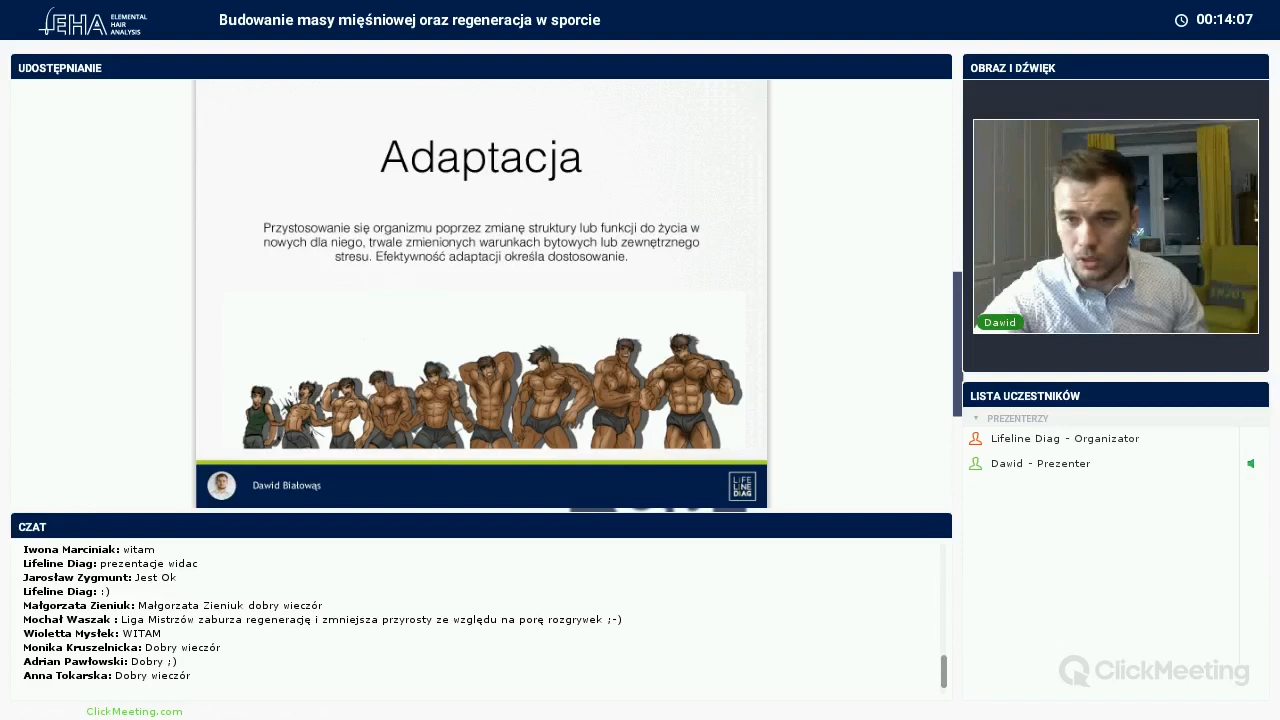 EHA ELEMENTAL
HAIR
ANALYSIS
Budowanie masy mięśniowej oraz regeneracja w sporcie
00:14:07
UDOSTĘPNIANIE
Adaptacja
Przystosowanie się organizmu poprzez zmianę struktury lub funkcji do życia w
nowych dla niego, trwale zmienionych warunkach bytowych lub zewnętrznego
stresu. Efektywność adaptacji określa dostosowanie.
Dawid Białowąs
LIFE
LINE
DIAG
OBRAZ I DŹWIĘK
Dawid
LISTA UCZESTNIKÓW
PREZENTERZY
Lifeline Diag - Organizator
Dawid - Prezenter
CZAT
Iwona Marciniak: witam
Lifeline Diag: prezentacje widac
Jarosław Zygmunt: Jest Ok
Lifeline Diag: :)
Małgorzata Zieniuk: Małgorzata Zieniuk dobry wieczór
Mochał Waszak : Liga Mistrzów zaburza regenerację i zmniejsza przyrosty ze względu na porę rozgrywek ;-)
Wioletta Mysłek: WITAM
Monika Kruszelnicka: Dobry wieczór
Adrian Pawłowski: Dobry ;)
Anna Tokarska: Dobry wieczór
ClickMeeting
ClickMeeting.com